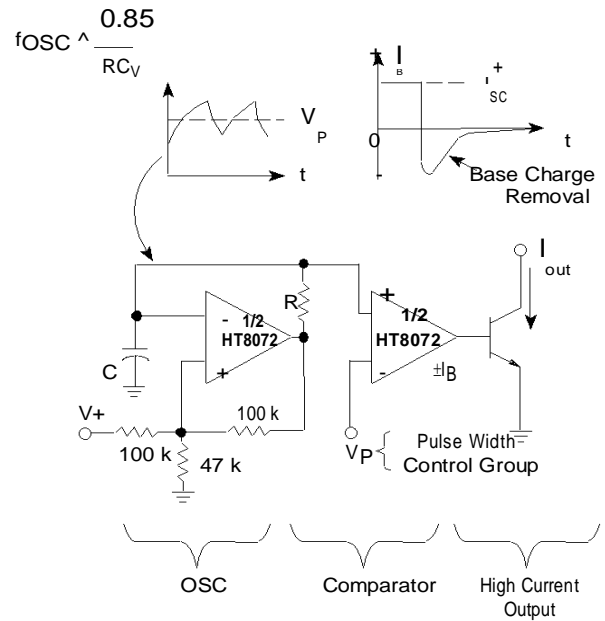 fOSC ^ 0.85
RCV
VP
t
+
IB
+
ISC
0
t
-
Base Charge
Removal
Iout
R
- 1/2
HT8072
+
C
+
1/2
HT8072
-
±IB
V+
100 k
100 k
47 k
VP
Pulse Width
Control Group
OSC
Comparator
High Current
Output